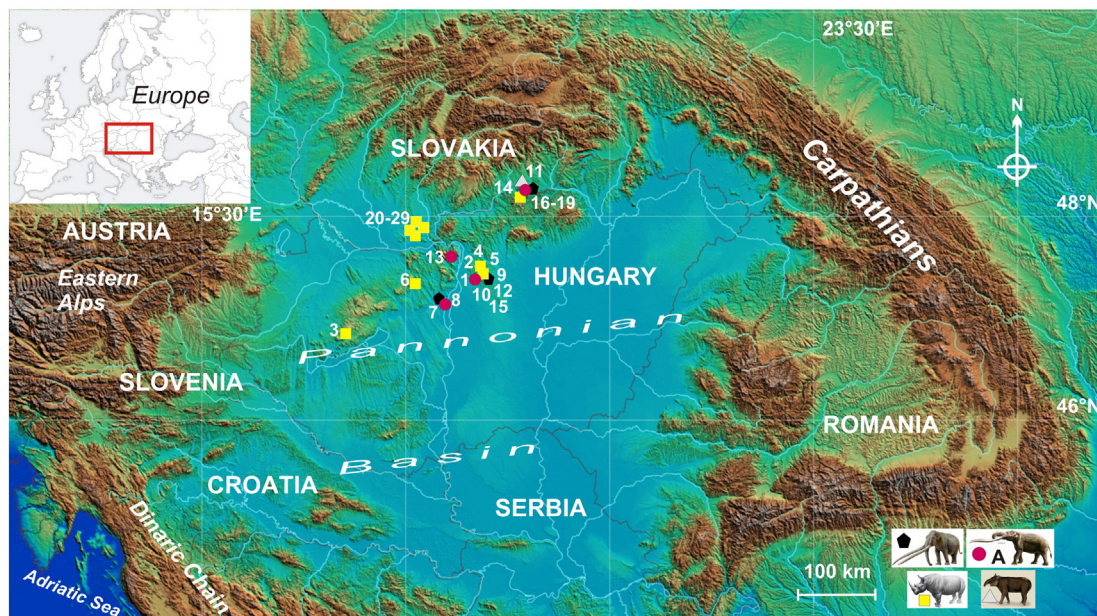 Europe
23°30'E
N
SLOVAKIA
11
14
16-19
Carpathians
15°30'E
20-29
48°N
AUSTRIA
4
13
2
5
HUNGARY
Eastern
Alps
6
1
9
10
12
8
7
15
3
Pannonian
SLOVENIA
46°N
ROMANIA
Basin
CROATIA
SERBIA
Dinaric Chain
A
100 km
Adriatic Sea